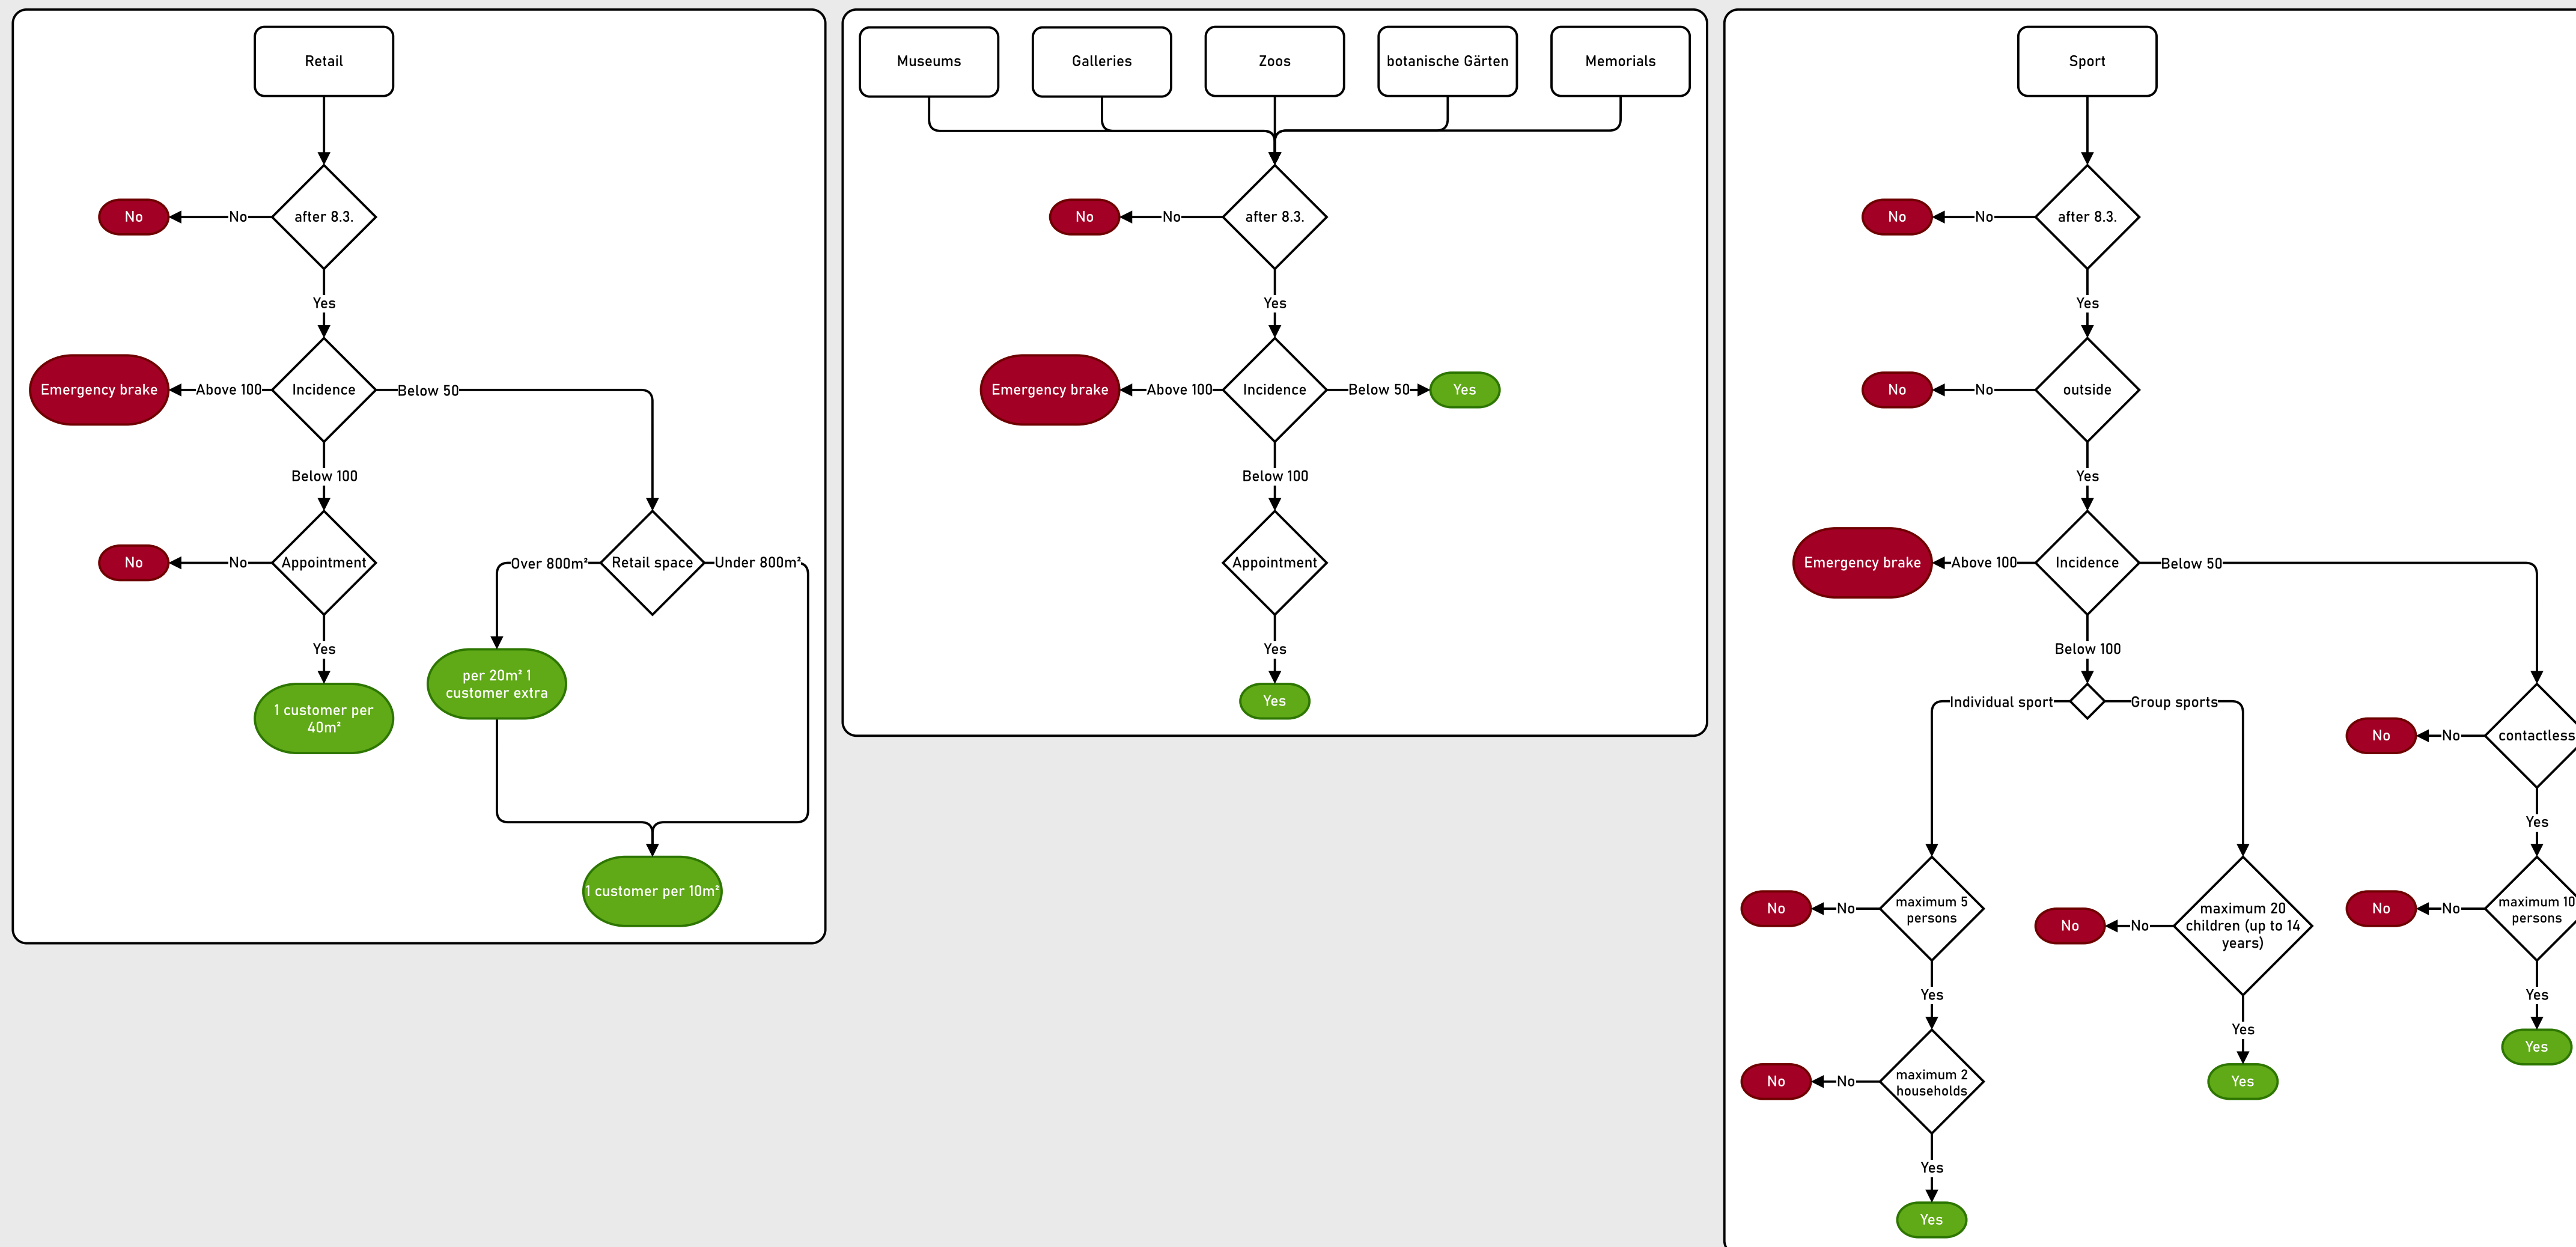 Retail
after 8.3.
No
No
Yes
Incidence
Above 100
Emergency brake
Below 50
Below 100
Appointment
No
No
Yes
1 customer per
40m²
Retail space
Over 800m²
Under 800m²
per 20m² 1
customer extra
1 customer per 10m²
Museums
Galleries
Zoos
botanische Gärten
Memorials
after 8.3.
No
No
Yes
Incidence
Above 100
Emergency brake
Below 50
Yes
Below 100
Appointment
Yes
Yes
Sport
after 8.3.
No
No
Yes
outside
No
No
Yes
Incidence
Above 100
Emergency brake
Below 50
Below 100
Individual sport
Group sports
maximum 5
persons
No
No
Yes
maximum 2
households
No
No
Yes
Yes
maximum 20
children (up to 14
years)
No
No
Yes
Yes
contactless
No
No
Yes
maximum 10
persons
No
No
Yes
Yes